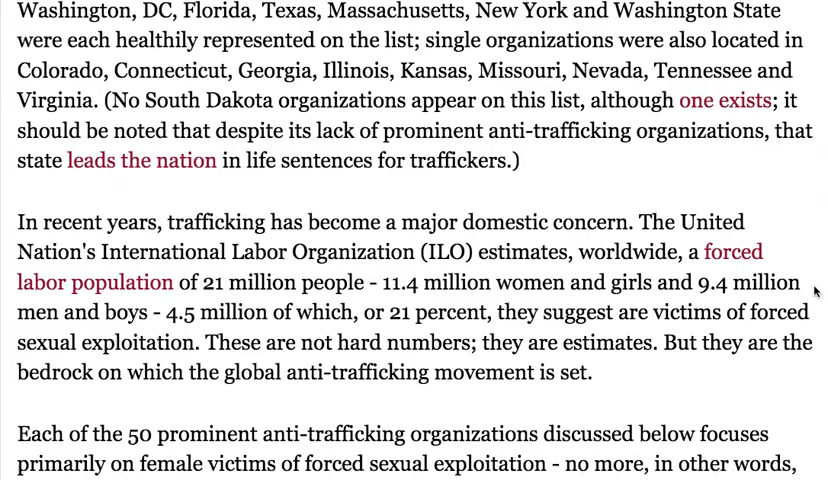 Washington, DC, Florida, Texas, Massachusetts, New York and Washington State
were each healthily represented on the list; single organizations were also located in
Colorado, Connecticut, Georgia, Illinois, Kansas, Missouri, Nevada, Tennessee and
Virginia. (No South Dakota organizations appear on this list, although one exists; it
should be noted that despite its lack of prominent anti-trafficking organizations, that
state leads the nation in life sentences for traffickers.)
In recent years, trafficking has become a major domestic concern. The United
Nation's International Labor Organization (ILO) estimates, worldwide, a forced
labor population of 21 million people - 11.4 million women and girls and 9.4 million
men and boys - 4.5 million of which, or 21 percent, they suggest are victims of forced
sexual exploitation. These are not hard numbers; they are estimates. But they are the
bedrock on which the global anti-trafficking movement is set.
Each of the 50 prominent anti-trafficking organizations discussed below focuses
primarily on female victims of forced sexual exploitation - no more, in other words,